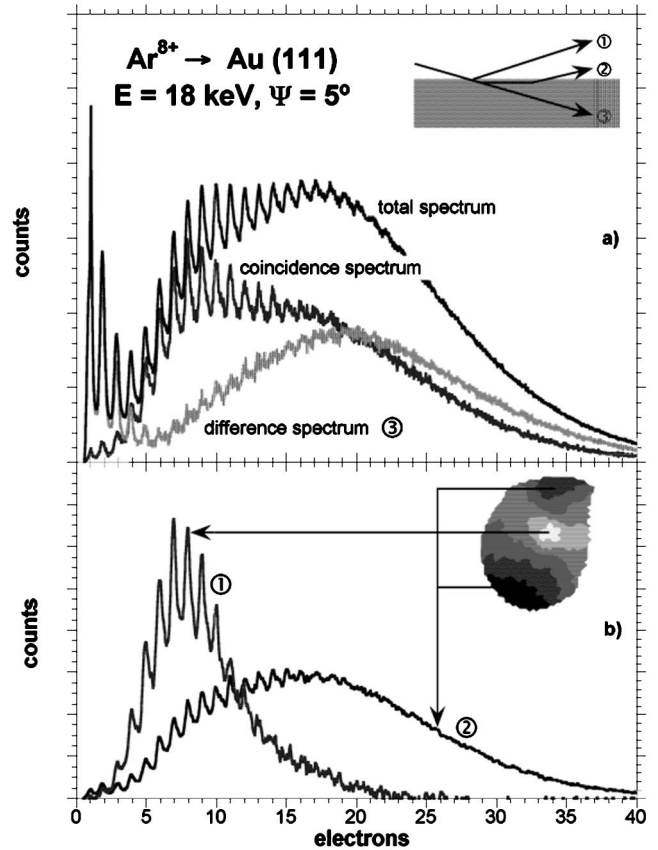 Ar8+ → Au (111)
E = 18 keV, Ψ = 5º
①
②
③
total spectrum
a)
counts
coincidence spectrum
difference spectrum ③
①
b)
counts
②
0 5 10 15 20 25 30 35 40
electrons